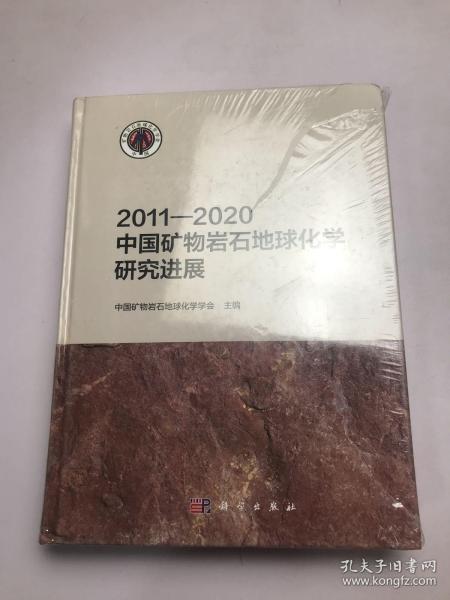 2011—2020
中国矿物岩石地球化学
研究进展
中国矿物岩石地球化学学会 主编
科学出版社
孔夫子旧书网
www.kongfz.com